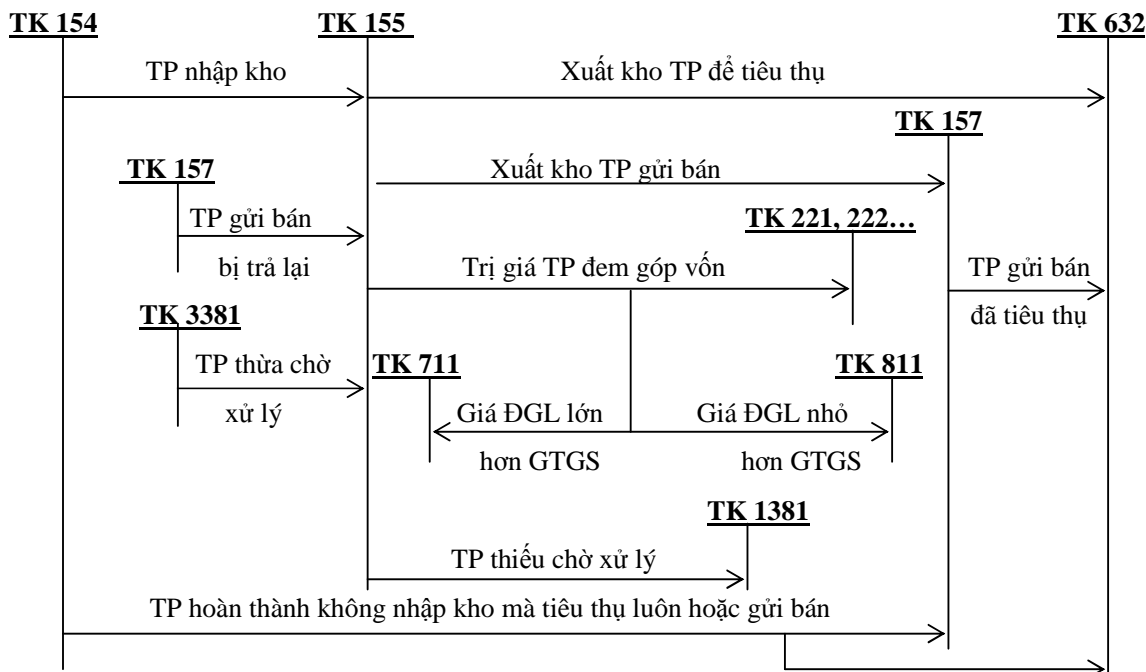 TK 154
TK 155
TK 632
TP nhập kho
Xuất kho TP để tiêu thụ
TK 157
TK 157
Xuất kho TP gửi bán
TP gửi bán
bị trả lại
TK 221, 222…
Trị giá TP đem góp vốn
TP gửi bán
đã tiêu thụ
TK 3381
TP thừa chờ
xử lý
TK 711
TK 811
Giá ĐGL lớn
hơn GTGS
Giá ĐGL nhỏ
hơn GTGS
TK 1381
TP thiếu chờ xử lý
TP hoàn thành không nhập kho mà tiêu thụ luôn hoặc gửi bán